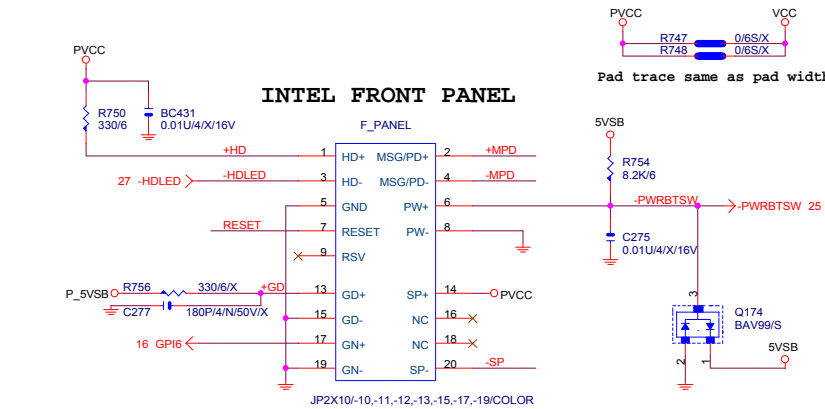 PVCC
VCC
R747
0/6S/X
R748
0/6S/X
Pad trace same as pad width
PVCC
R750
330/6
BC431
0.01U/4/X/16V
INTEL FRONT PANEL
F_PANEL
5VSB
R754
8.2K/6
+HD
1
HD+
MSG/PD+
2
+MPD
27
-HDLED
-HDLED
3
HD-
MSG/PD-
4
-MPD
5
GND
PW+
6
-PWRBTSW
-PWRBTSW 25
RESET
7
RESET
PW-
8
C275
0.01U/4/X/16V
9
RSV
P_5VSB
R756
330/6/X
+GD
13
GD+
SP+
14
PVCC
C277
180P/4/N/50V/X
15
GD-
NC
16
3
Q174
BAV99/S
16 GPI6
17
GN+
NC
18
19
GN-
SP-
20
-SP
2
1
5VSB
JP2X10/-10,-11,-12,-13,-15,-17,-19/COLOR